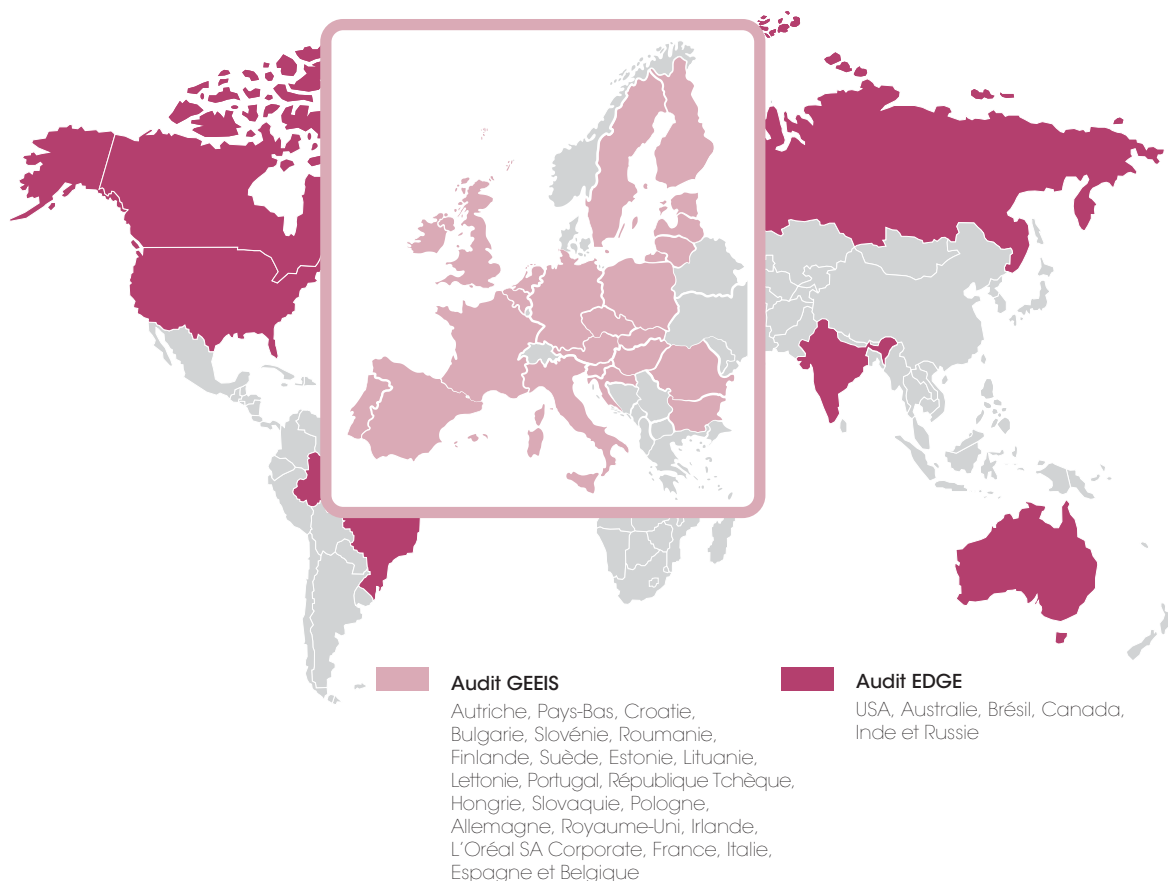 Audit GEEIS
Autriche, Pays-Bas, Croatie,
Bulgarie, Slovénie, Roumanie,
Finlande, Suède, Estonie, Lituanie,
Lettonie, Portugal, République Tchèque,
Hongrie, Slovaquie, Pologne,
Allemagne, Royaume-Uni, Irlande,
L'Oréal SA Corporate, France, Italie,
Espagne et Belgique
Audit EDGE
USA, Australie, Brésil, Canada,
Inde et Russie